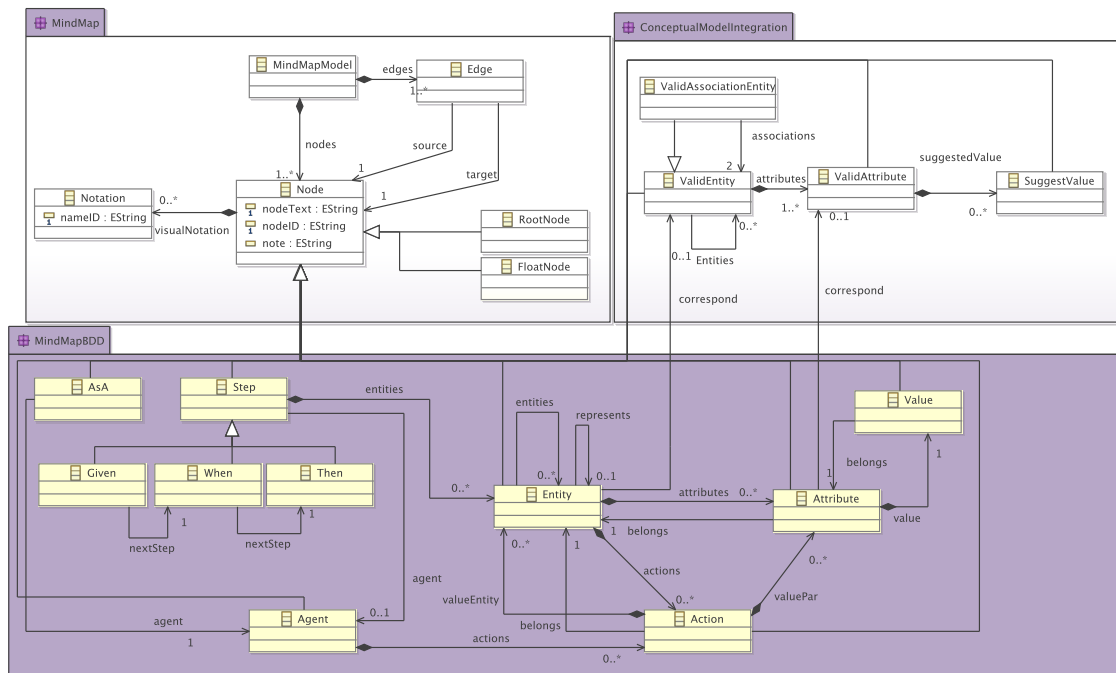 MindMap
ConceptualModelIntegration
MindMapModel
edges
1..*
Edge
ValidAssociationEntity
nodes
source
associations
1..*
1
target
1
2
suggestedValue
Notation
nameID : EString
0..*
visualNotation
Node
nodeText : EString
nodeID : EString
note : EString
RootNode
FloatNode
ValidEntity
attributes
1..*
ValidAttribute
0..1
SuggestValue
0..*
0..*
0..1
Entities
correspond
correspond
MindMapBDD
AsA
Step
entities
entities
represents
Value
Given
When
Then
0..*
0..*
0..1
1
belongs
1
Entity
attributes
0..*
Attribute
value
1
nextStep
1
nextStep
1
belongs
0..*
1
actions
0..*
agent
valueEntity
0..*
valuePar
agent
1
Agent
0..1
belongs
actions
0..*
Action